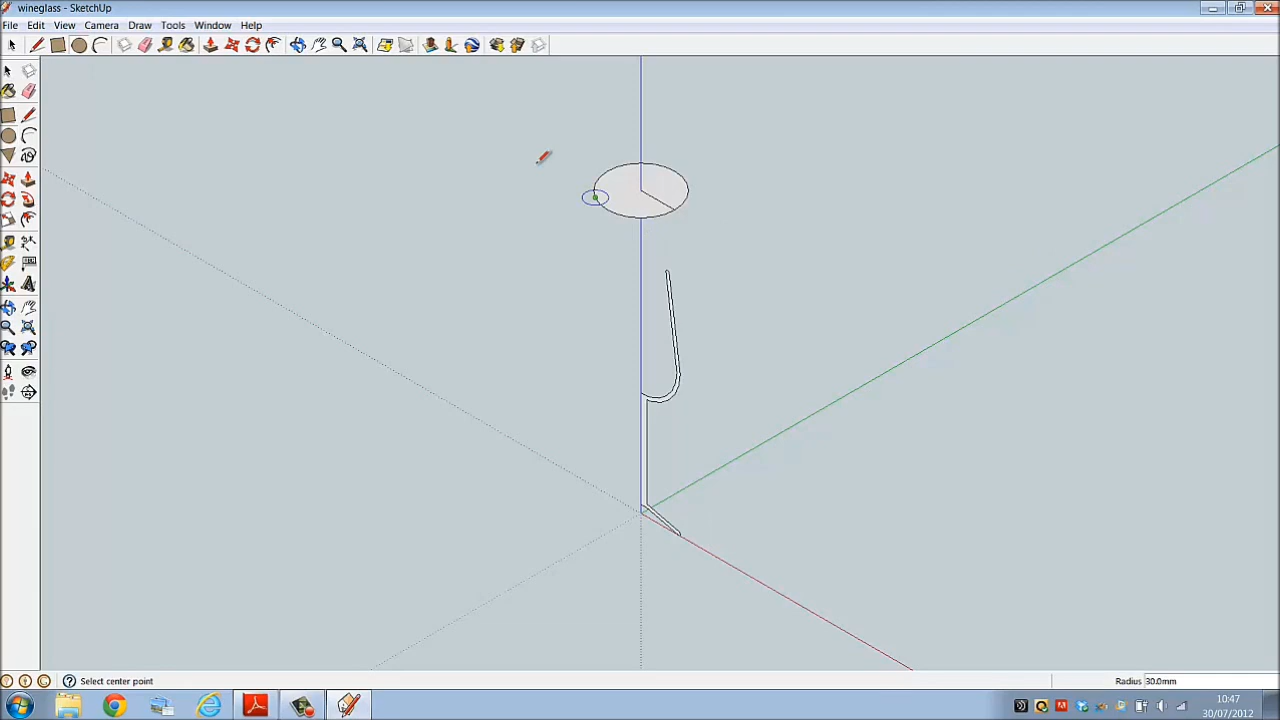 wineglass - SketchUp
File Edit View Camera Draw Tools Window Help
Select center point
Radius 30.0mm
10:47
30/07/2012